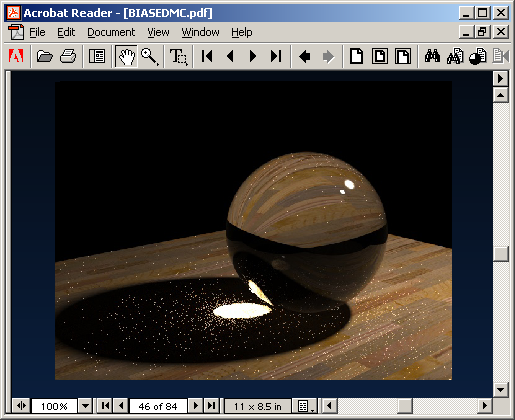 Acrobat Reader - [BIASEDMC.pdf]
File Edit Document View Window Help
100% 46 of 84 11 x 8.5 in